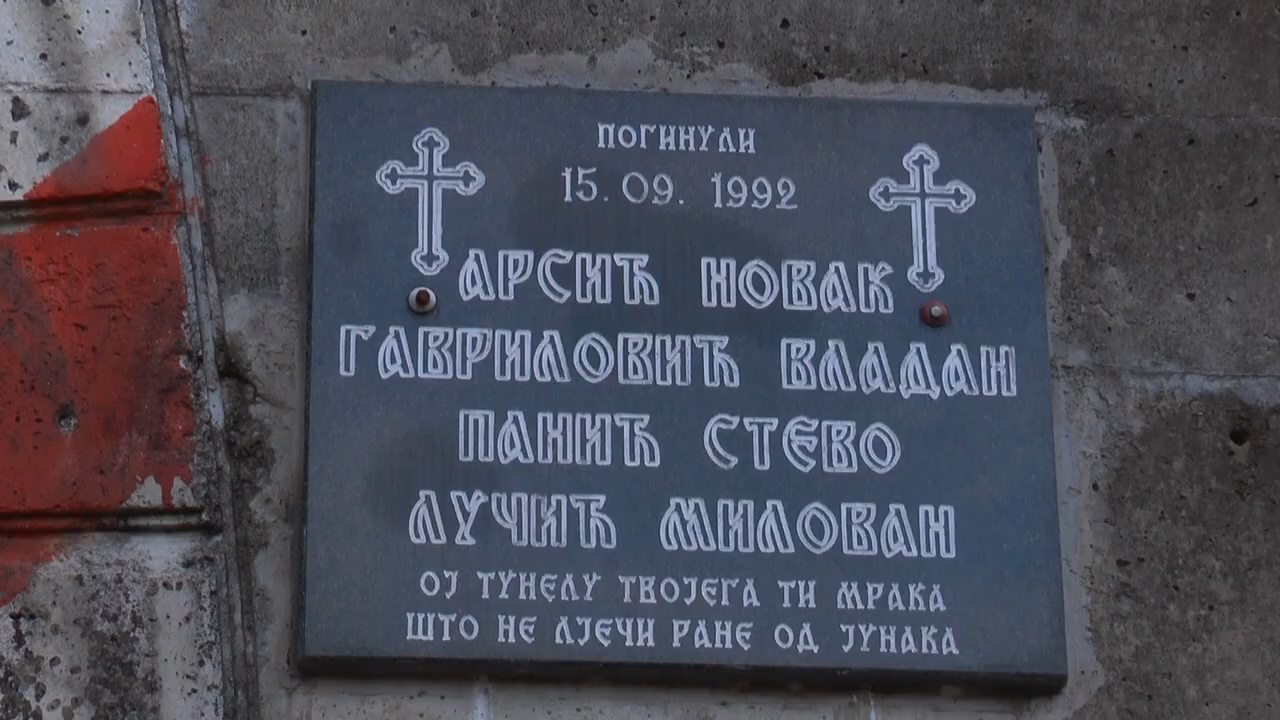 ПОГИНУЛИ
15. 09. 1992
АРСИЋ НОВАК
ГАВРИЛОВИЋ ВЛАДАН
ПАНИЋ СТЕВО
ЛУЧИЋ МИЛОВАН
ОЈ ТУНЕЛУ ТВОЈЕГА ТИ МРАКА
ШТО НЕ ЛЈЕЧИ РАНЕ ОД ЈУНАКА